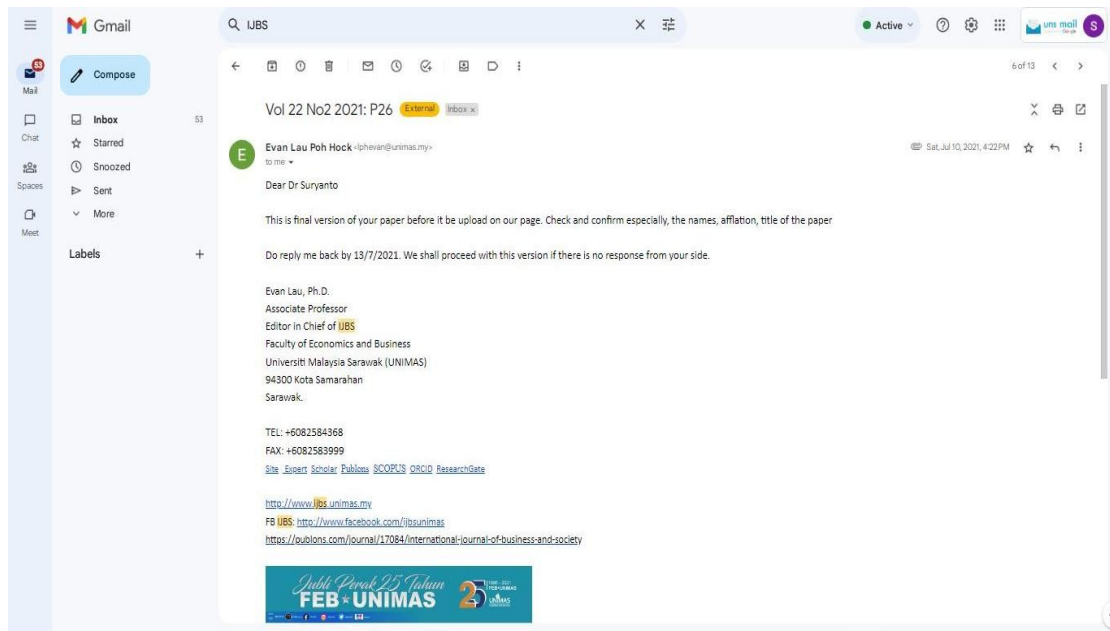 Gmail
IJBS
Active
uns mail
Google
S
53
Mail
Compose
6 of 13
Chat
Inbox 53
Vol 22 No2 2021: P26 External Inbox x
Starred
Snoozed
Spaces
Sent
More
Meet
Labels
E
Evan Lau Poh Hock <lphevan@unimas.my>
Sat, Jul 10, 2021, 4:22 PM
to me
Dear Dr Suryanto
This is final version of your paper before it be upload on our page. Check and confirm especially, the names, afflation, title of the paper
Do reply me back by 13/7/2021. We shall proceed with this version if there is no response from your side.
Evan Lau, Ph.D.
Associate Professor
Editor in Chief of IJBS
Faculty of Economics and Business
Universiti Malaysia Sarawak (UNIMAS)
94300 Kota Samarahan
Sarawak.
TEL: +6082584368
FAX: +6082583999
Site Expert Scholar Publons SCOPUS ORCID ResearchGate
http://www.ijbs.unimas.my
FB IJBS: http://www.facebook.com/ijbsunimas
https://publons.com/journal/17084/international-journal-of-business-and-society
Jubli Perak 25 Tahun
FEB UNIMAS
25
UNIMAS